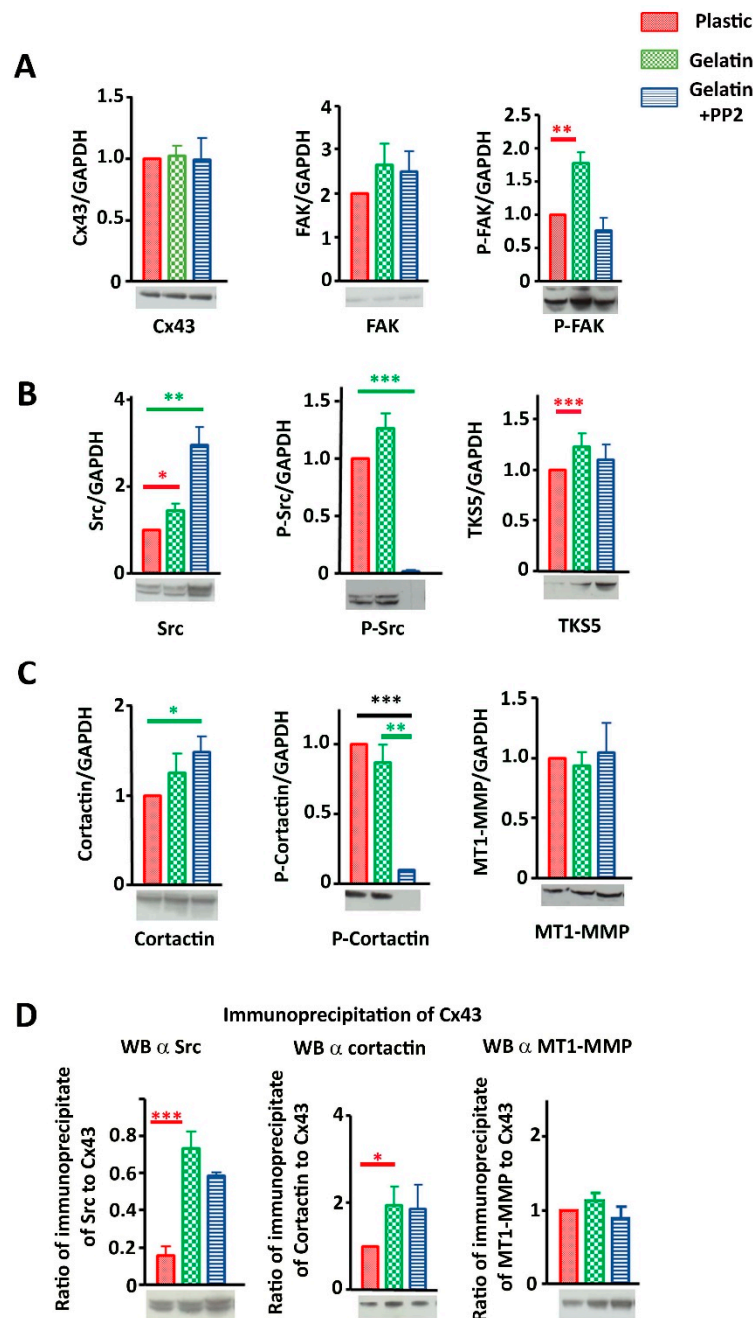 Plastic
Gelatin
Gelatin
+PP2
A
Cx43/GAPDH
1.5
1.0
0.5
0
Cx43
FAK/GAPDH
4
3
2
1
0
FAK
P-FAK/GAPDH
2.5
2.0
1.5
1.0
0.5
0
**
P-FAK
B
Src/GAPDH
4
2
0
**
*
Src
P-Src/GAPDH
1.5
1.0
0.5
0
***
P-Src
TKS5/GAPDH
1.5
1.0
0.5
0
***
TKS5
C
Cortactin/GAPDH
2
1
0
*
Cortactin
P-Cortactin/GAPDH
1.0
0.5
0
***
**
P-Cortactin
MT1-MMP/GAPDH
1.5
1.0
0.5
0
MT1-MMP
D
Immunoprecipitation of Cx43
WB α Src
WB α cortactin
WB α MT1-MMP
Ratio of immunoprecipitate
of Src to Cx43
0.8
0.6
0.4
0.2
0
***
Ratio of immunoprecipitate
of Cortactin to Cx43
4
2
0
*
Ratio of immunoprecipitate
of MT1-MMP to Cx43
2
1
0